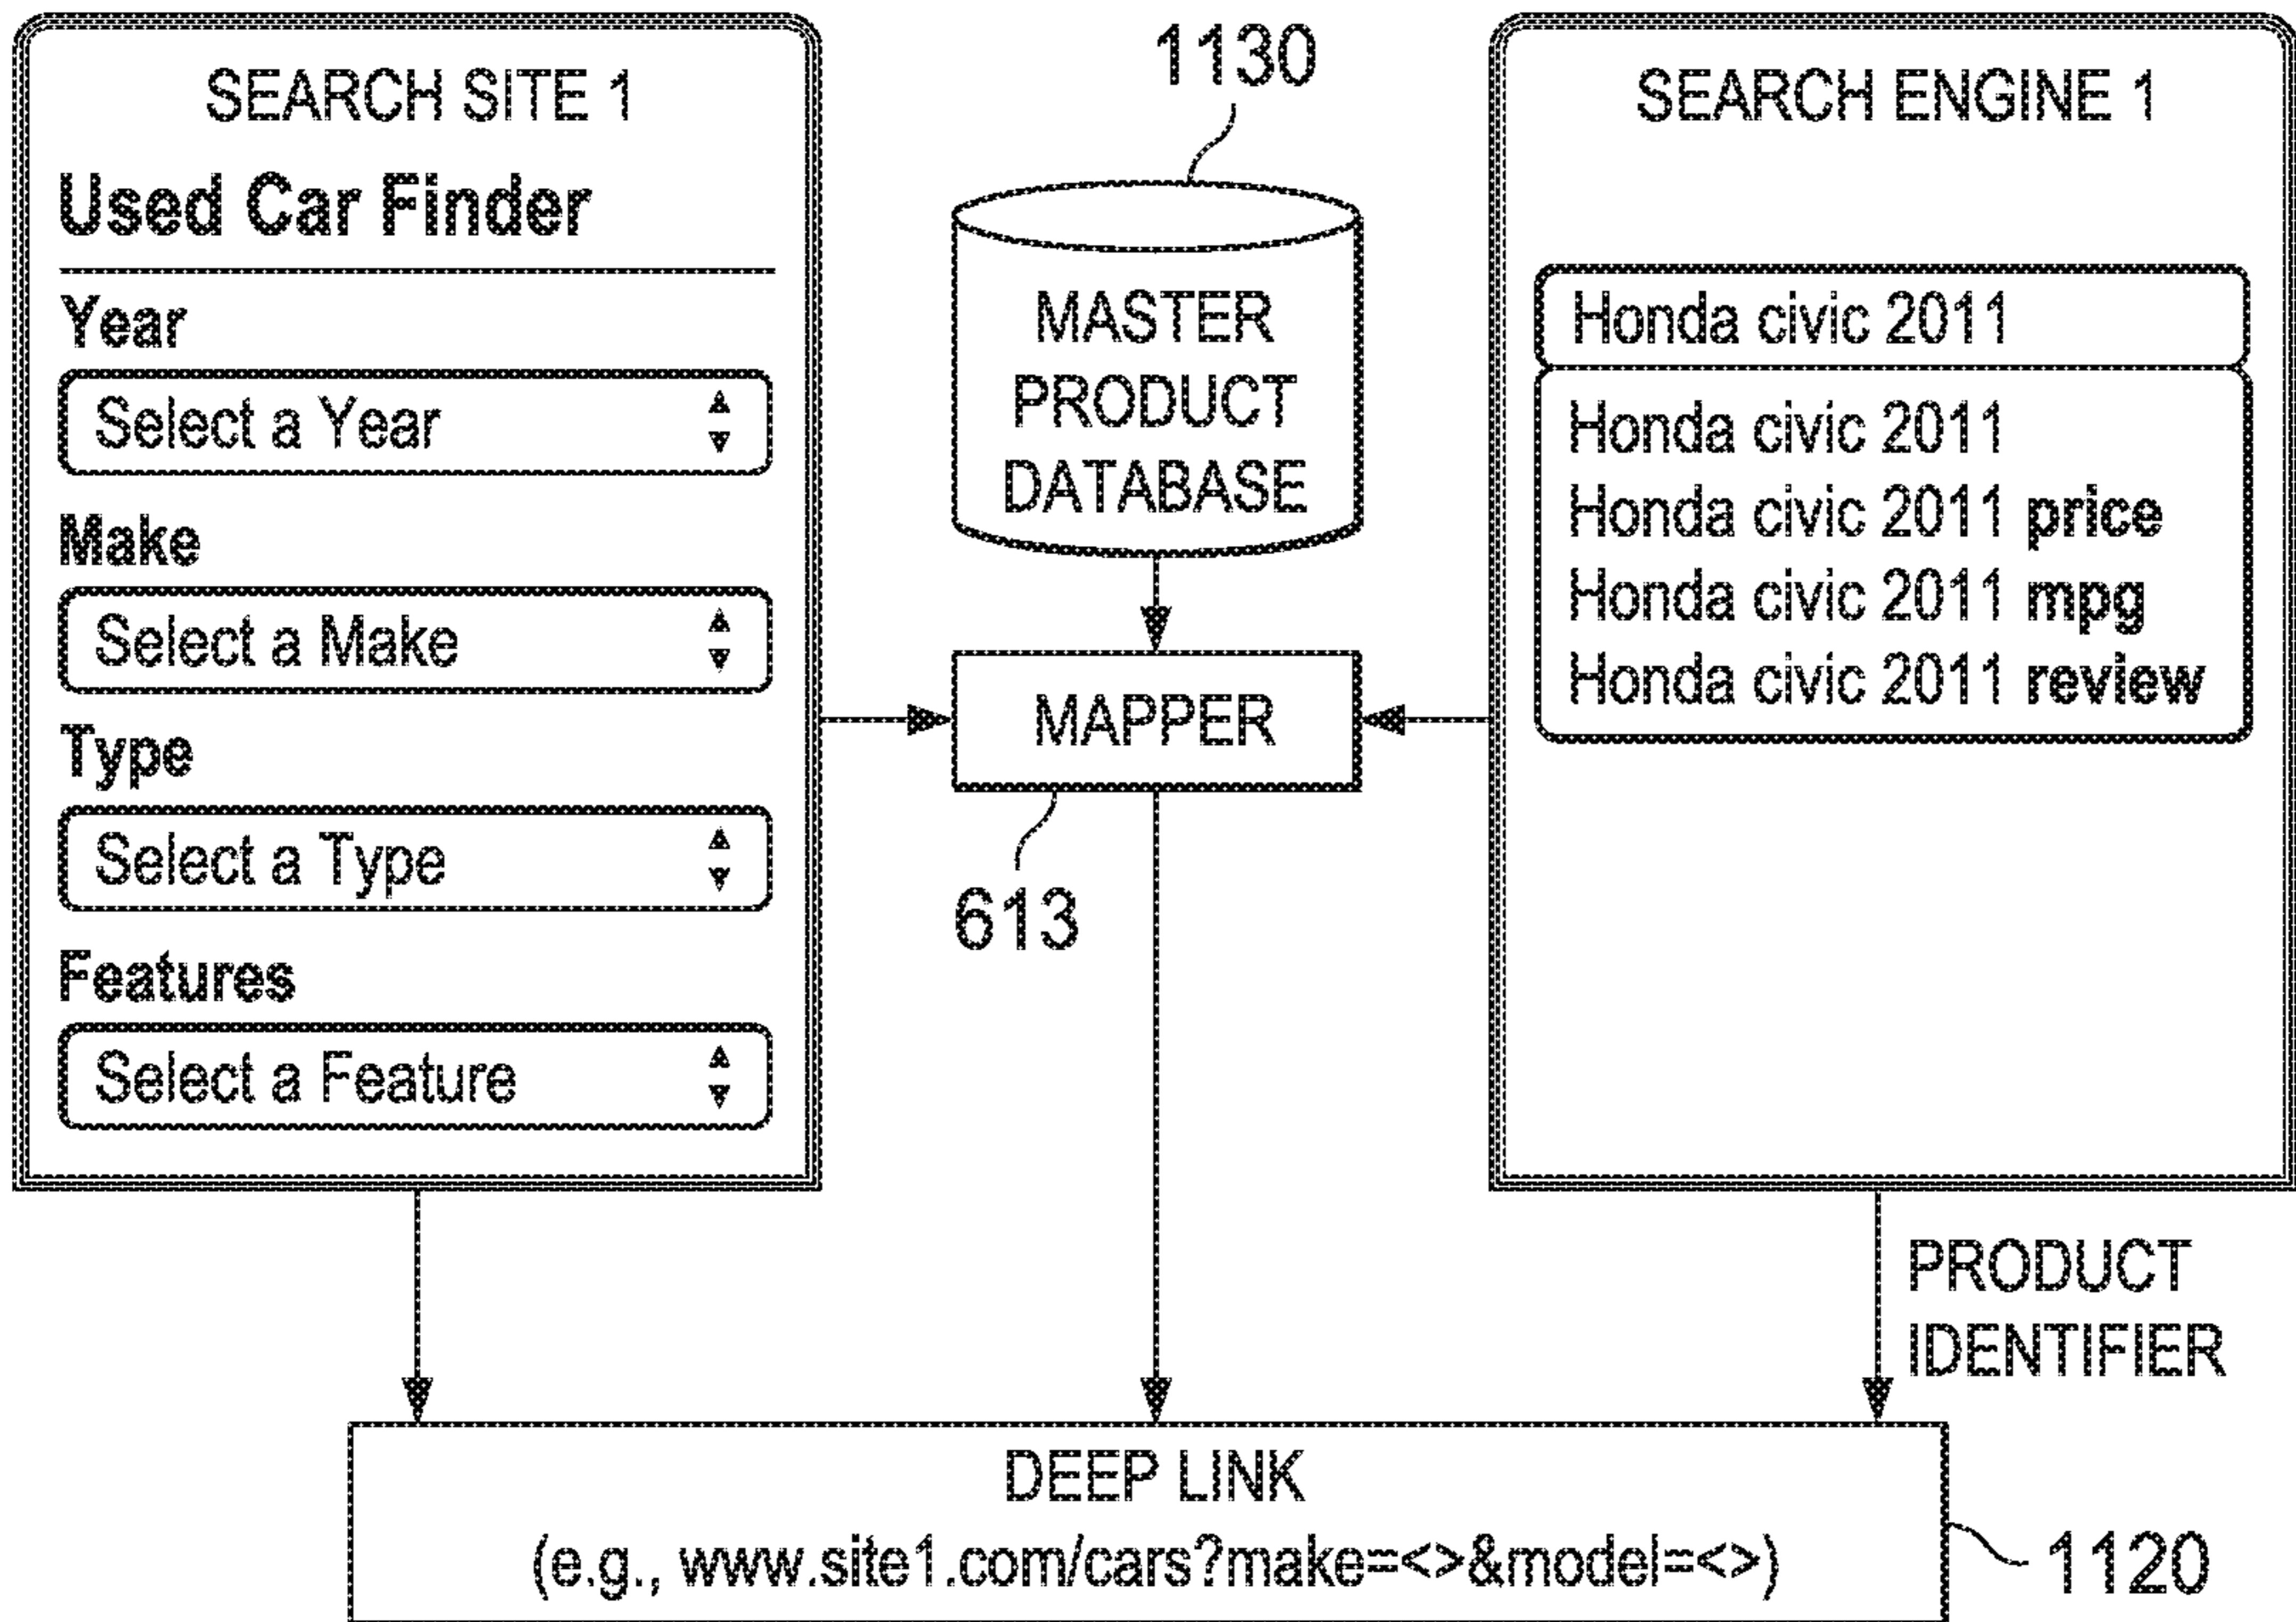 SEARCH SITE 1
Used Car Finder
Year
Select a Year
Make
Select a Make
Type
Select a Type
Features
Select a Feature
1130
MASTER
PRODUCT
DATABASE
MAPPER
613
SEARCH ENGINE 1
Honda civic 2011
Honda civic 2011
Honda civic 2011 price
Honda civic 2011 mpg
Honda civic 2011 review
PRODUCT
IDENTIFIER
DEEP LINK
(e.g., www.site1.com/cars?make=<>&model=<>)
1120